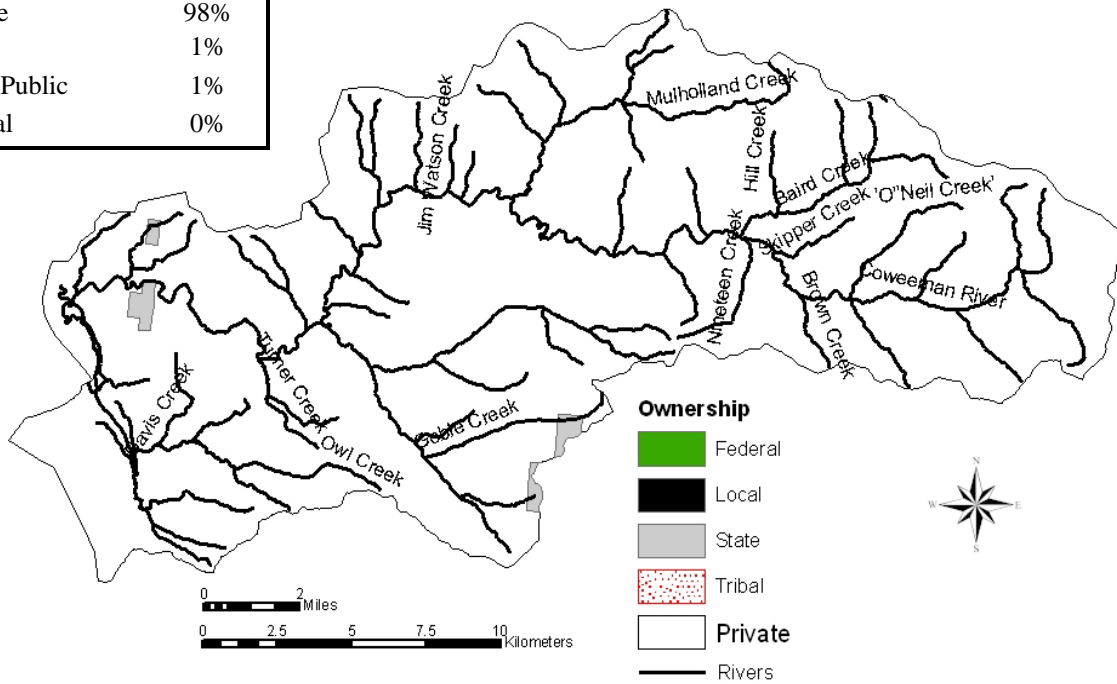 e 98%
1%
Public 1%
al 0%
Mulholland Creek
Jim Watson Creek
Hill Creek
Baird Creek
Skipper Creek
'O"Neil Creek'
Nineteen Creek
Coweeman River
Brown Creek
Turner Creek
Davis Creek
Goble Creek
Owl Creek
Ownership
Federal
Local
State
Tribal
Private
Rivers
N
W E
S
0 2
Miles
0 2.5 5 7.5 10
Kilometers